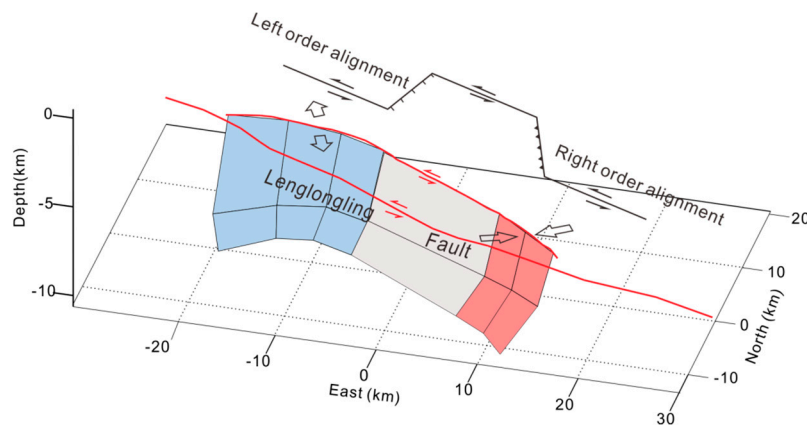 Left order alignment
Right order alignment
Lenglongling
Fault
Depth(km)
0
-5
-10
-20
-10
0
10
20
30
East (km)
20
10
0
-10
North (km)